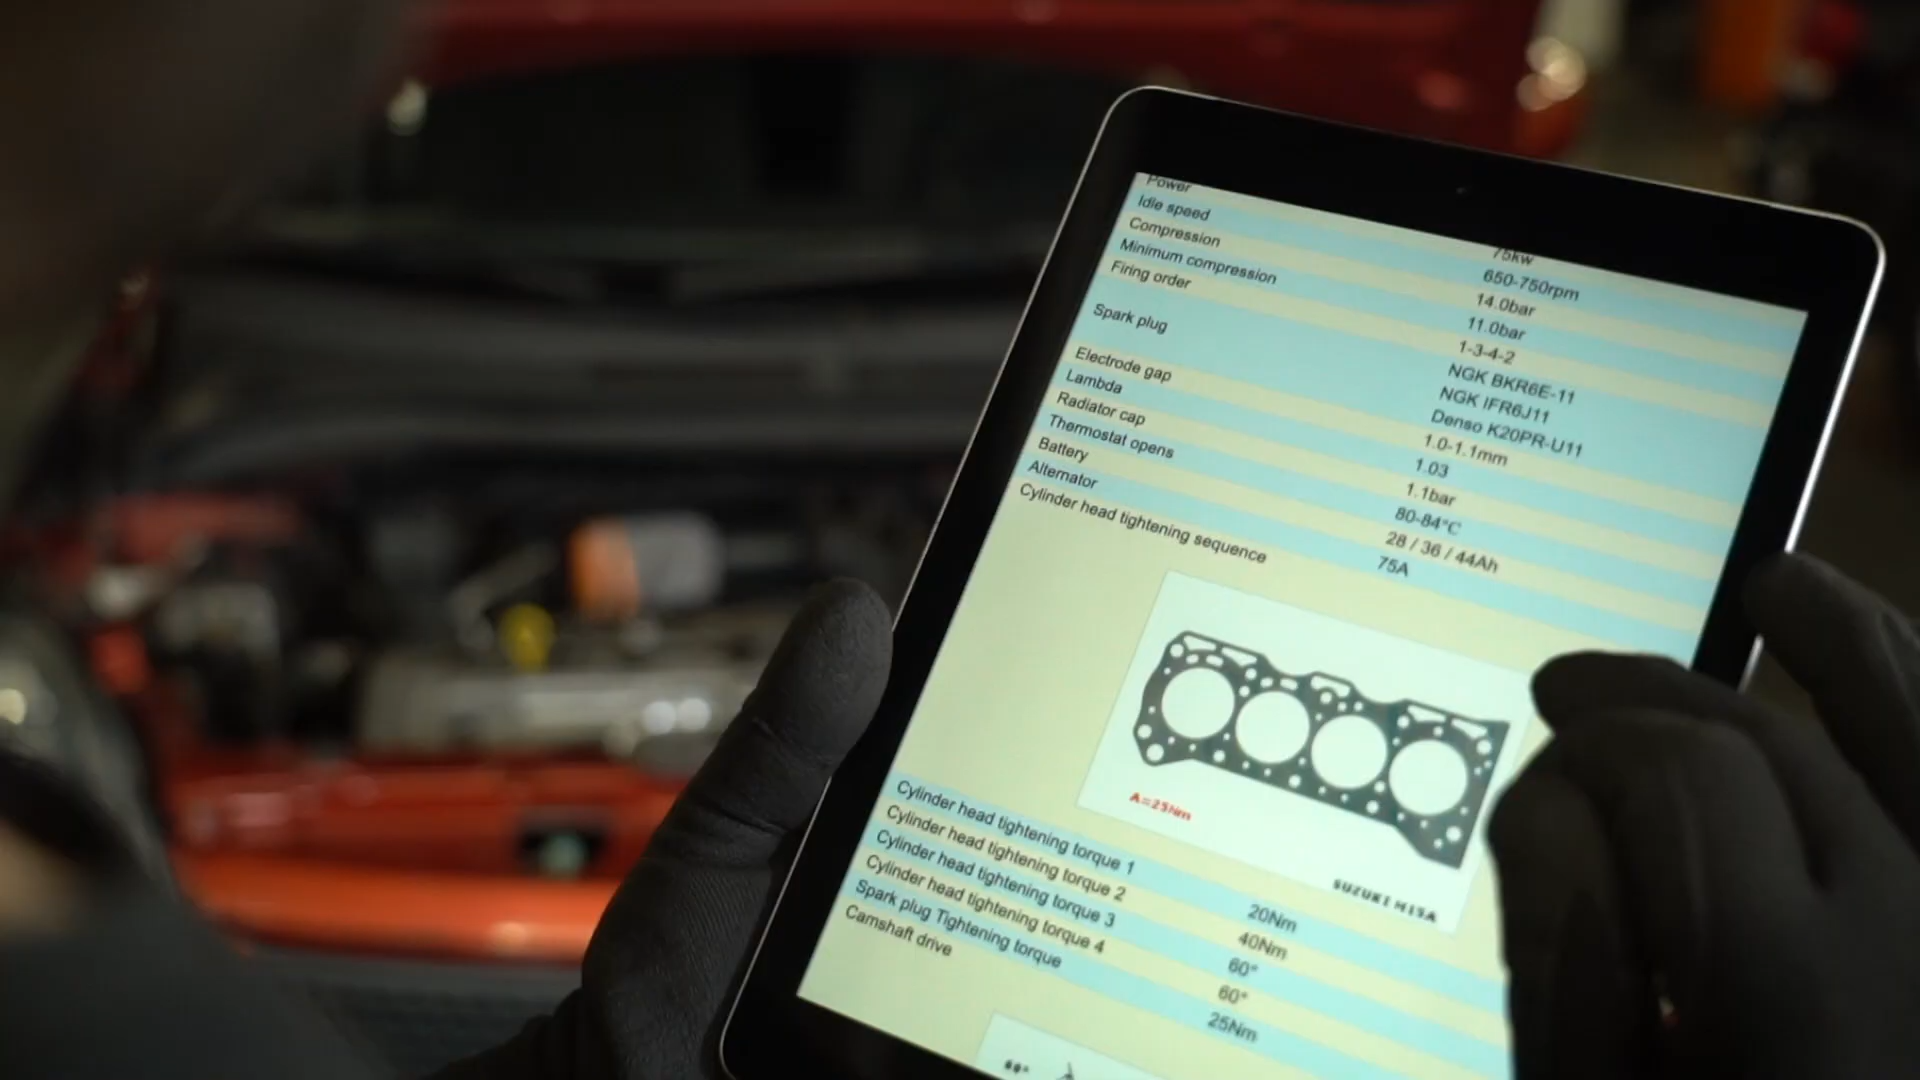 Power 75kw
Idle speed 650-750rpm
Compression 14.0bar
Minimum compression 11.0bar
Firing order 1-3-4-2
Spark plug NGK BKR6E-11
NGK IFR6J11
Denso K20PR-U11
Electrode gap 1.0-1.1mm
Lambda 1.03
Radiator cap 1.1bar
Thermostat opens 80-84°C
Battery 28 / 36 / 44Ah
Alternator 75A
Cylinder head tightening sequence
A=25Nm
SUZUKI M15A
Cylinder head tightening torque 1 20Nm
Cylinder head tightening torque 2 40Nm
Cylinder head tightening torque 3 60°
Cylinder head tightening torque 4 60°
Spark plug Tightening torque 25Nm
Camshaft drive
60°